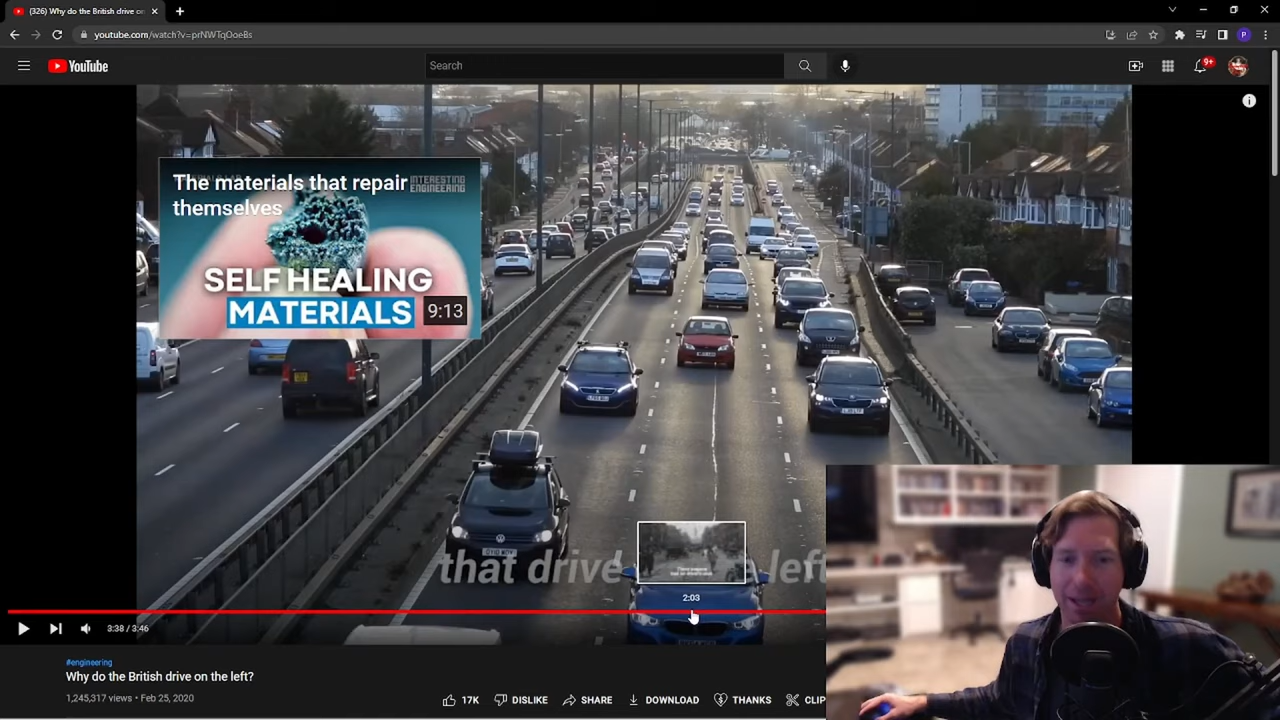 (326) Why do the British drive on
youtube.com/watch?v=prNWTqOoeBs
YouTube
Search
9+
P
The materials that repair
themselves
INTERESTING
ENGINEERING
SELF HEALING
MATERIALS
9:13
that drive
left
2:03
3:38 / 3:46
#engineering
Why do the British drive on the left?
1,245,317 views • Feb 25, 2020
17K
DISLIKE
SHARE
DOWNLOAD
THANKS
CLIP